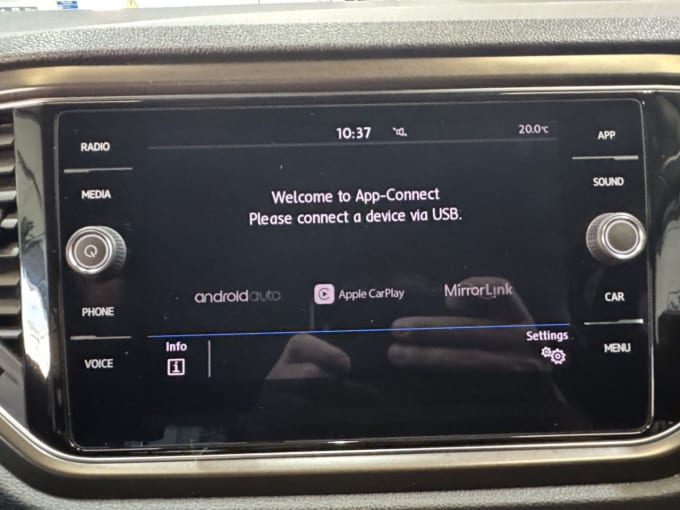 RADIO
MEDIA
PHONE
VOICE
10:37
20.0°C
Welcome to App-Connect
Please connect a device via USB.
androidauto
Apple CarPlay
MirrorLink
Info
i
Settings
APP
SOUND
CAR
MENU